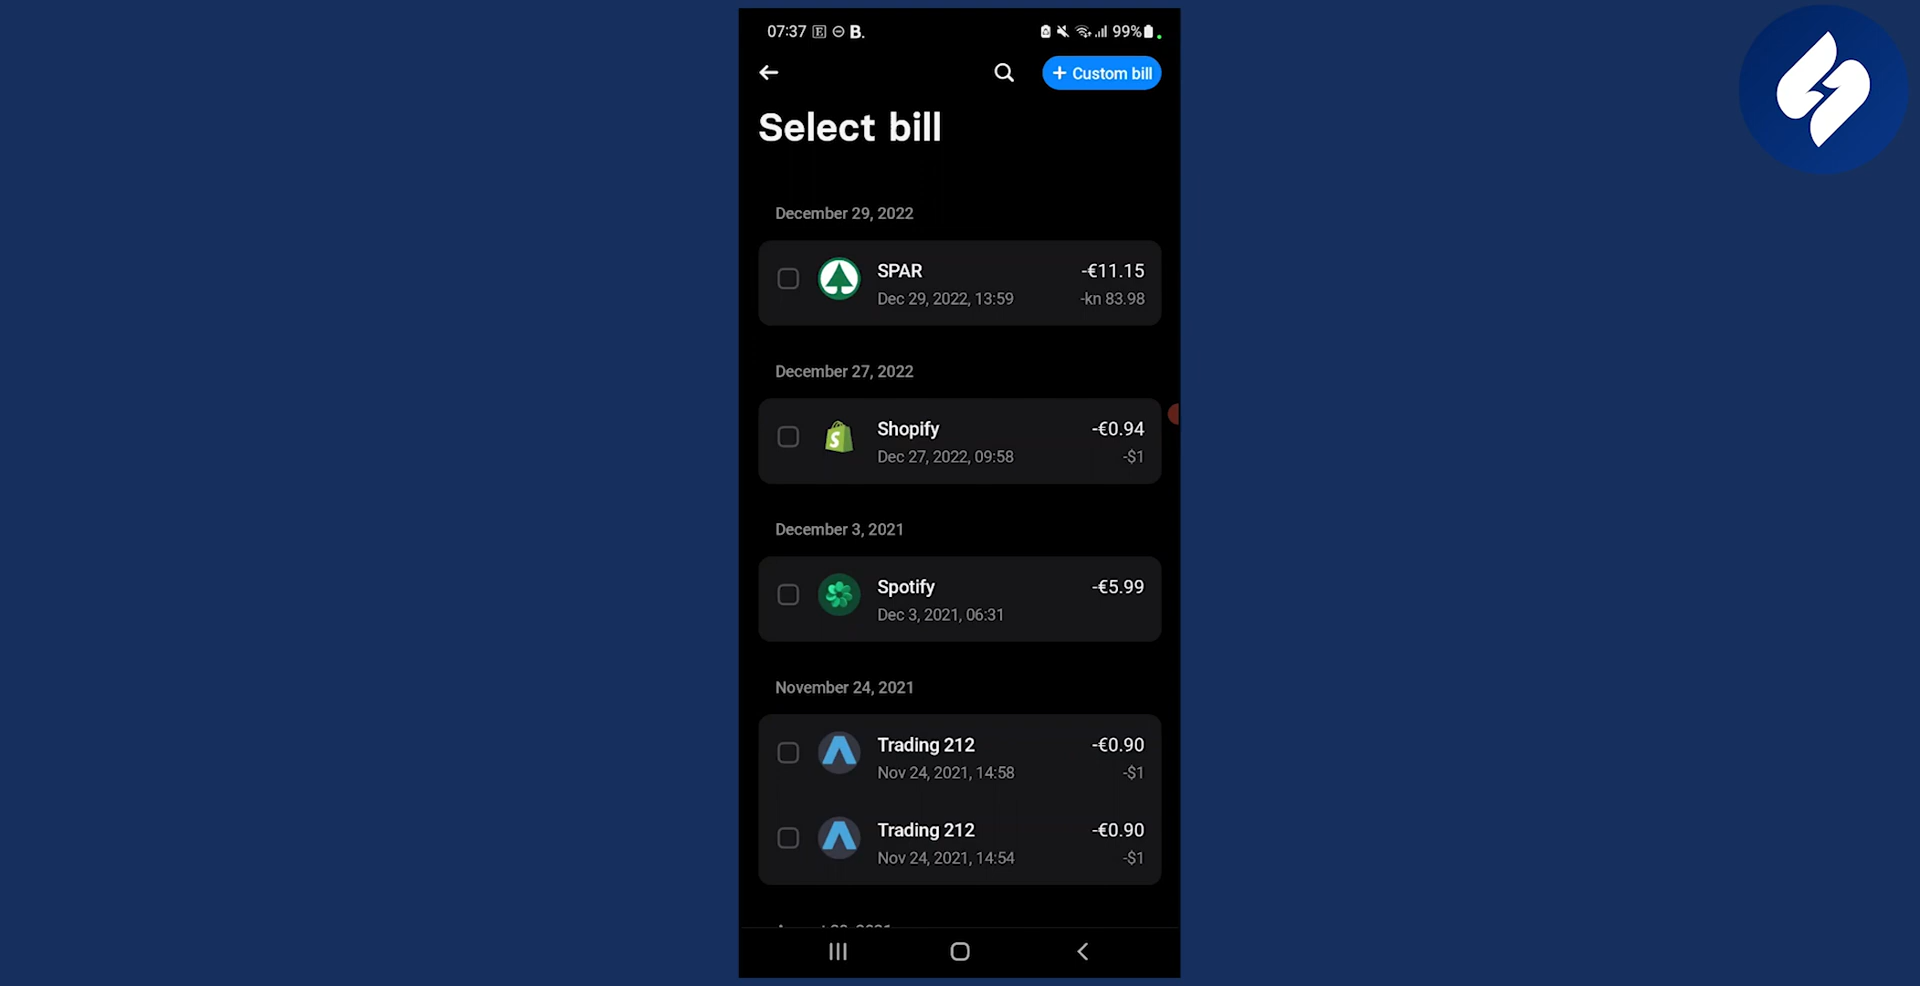 07:37 E B.
99%
+ Custom bill
Select bill
December 29, 2022
SPAR -€11.15
Dec 29, 2022, 13:59 -kn 83.98
December 27, 2022
Shopify -€0.94
Dec 27, 2022, 09:58 -$1
December 3, 2021
Spotify -€5.99
Dec 3, 2021, 06:31
November 24, 2021
Trading 212 -€0.90
Nov 24, 2021, 14:58 -$1
Trading 212 -€0.90
Nov 24, 2021, 14:54 -$1